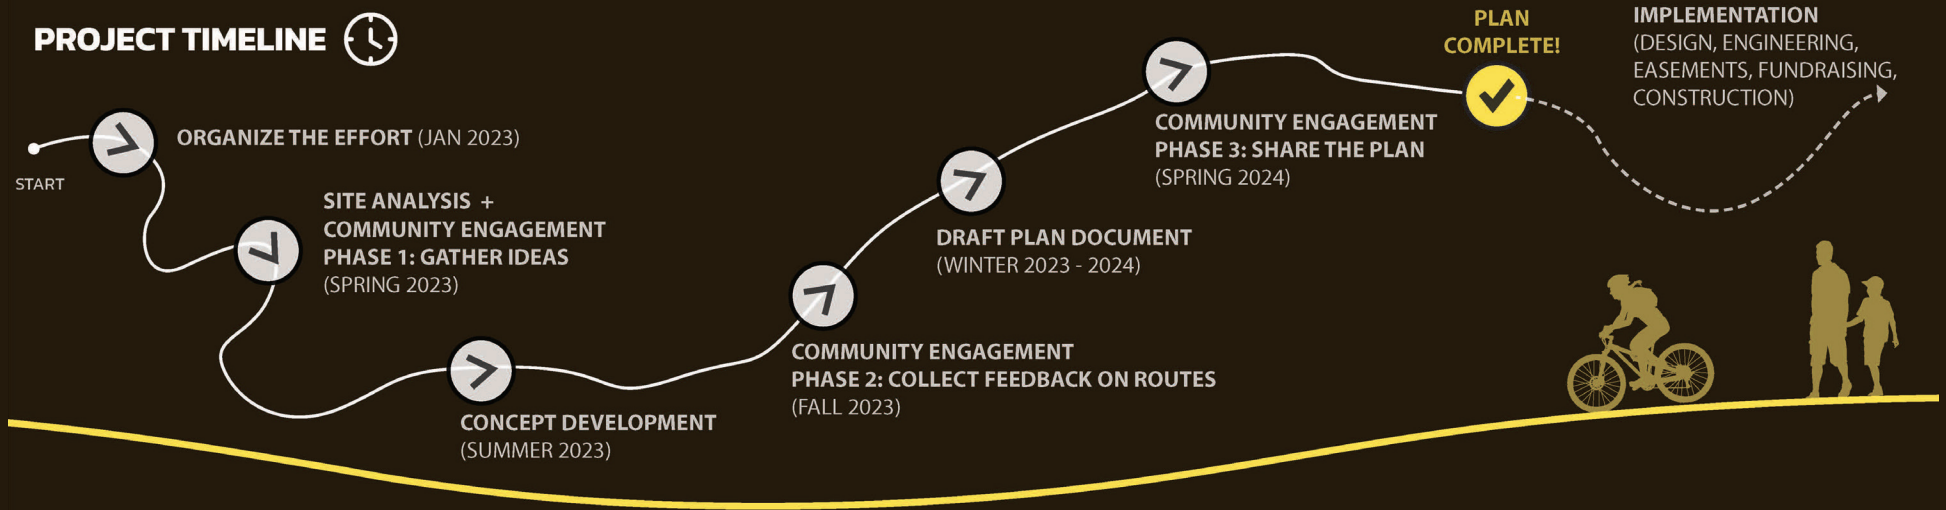 PROJECT TIMELINE
START
ORGANIZE THE EFFORT (JAN 2023)
SITE ANALYSIS +
COMMUNITY ENGAGEMENT
PHASE 1: GATHER IDEAS
(SPRING 2023)
CONCEPT DEVELOPMENT
(SUMMER 2023)
COMMUNITY ENGAGEMENT
PHASE 2: COLLECT FEEDBACK ON ROUTES
(FALL 2023)
DRAFT PLAN DOCUMENT
(WINTER 2023 - 2024)
COMMUNITY ENGAGEMENT
PHASE 3: SHARE THE PLAN
(SPRING 2024)
PLAN
COMPLETE!
IMPLEMENTATION
(DESIGN, ENGINEERING,
EASEMENTS, FUNDRAISING,
CONSTRUCTION)